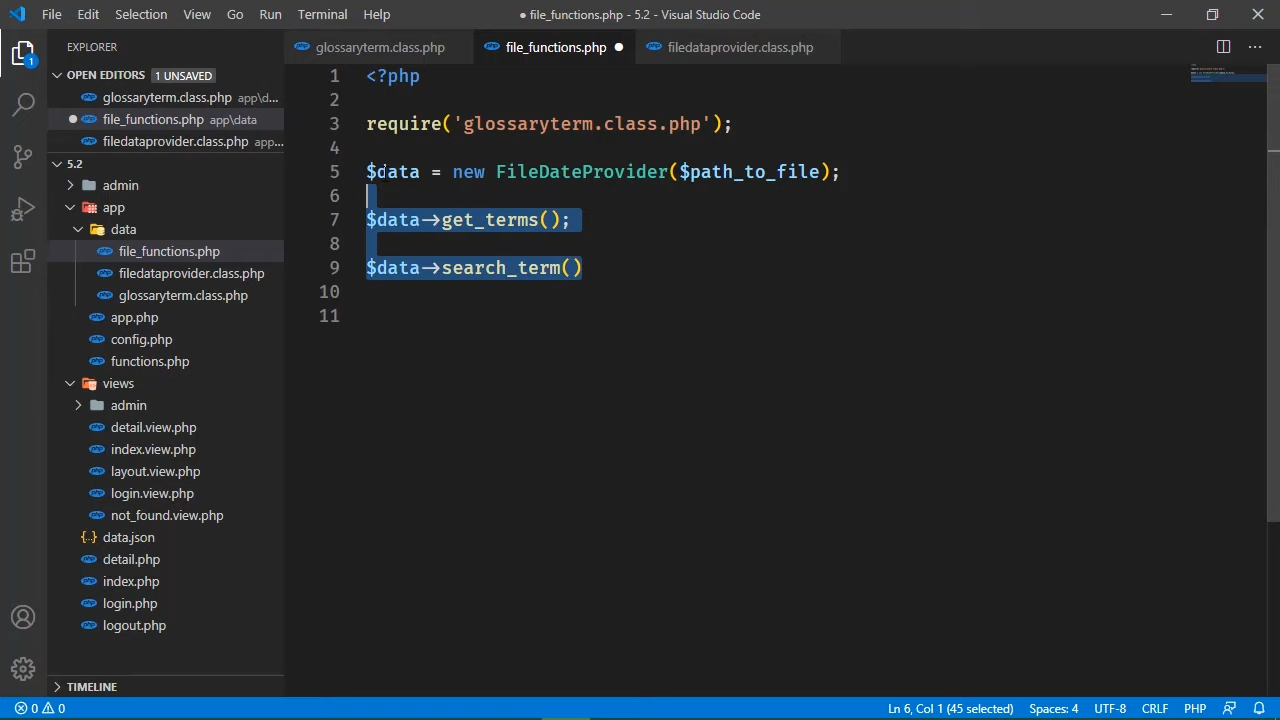 File Edit Selection View Go Run Terminal Help
● file_functions.php - 5.2 - Visual Studio Code
EXPLORER
OPEN EDITORS 1 UNSAVED
glossaryterm.class.php app\d...
file_functions.php app\data
filedataprovider.class.php app...
5.2
admin
app
data
file_functions.php
filedataprovider.class.php
glossaryterm.class.php
app.php
config.php
functions.php
views
admin
detail.view.php
index.view.php
layout.view.php
login.view.php
not_found.view.php
data.json
detail.php
index.php
login.php
logout.php
TIMELINE
glossaryterm.class.php file_functions.php filedataprovider.class.php
1 <?php
2
3 require('glossaryterm.class.php');
4
5 $data = new FileDateProvider($path_to_file);
6
7 $data->get_terms();
8
9 $data->search_term()
10
11
0 0
Ln 6, Col 1 (45 selected) Spaces: 4 UTF-8 CRLF PHP
1